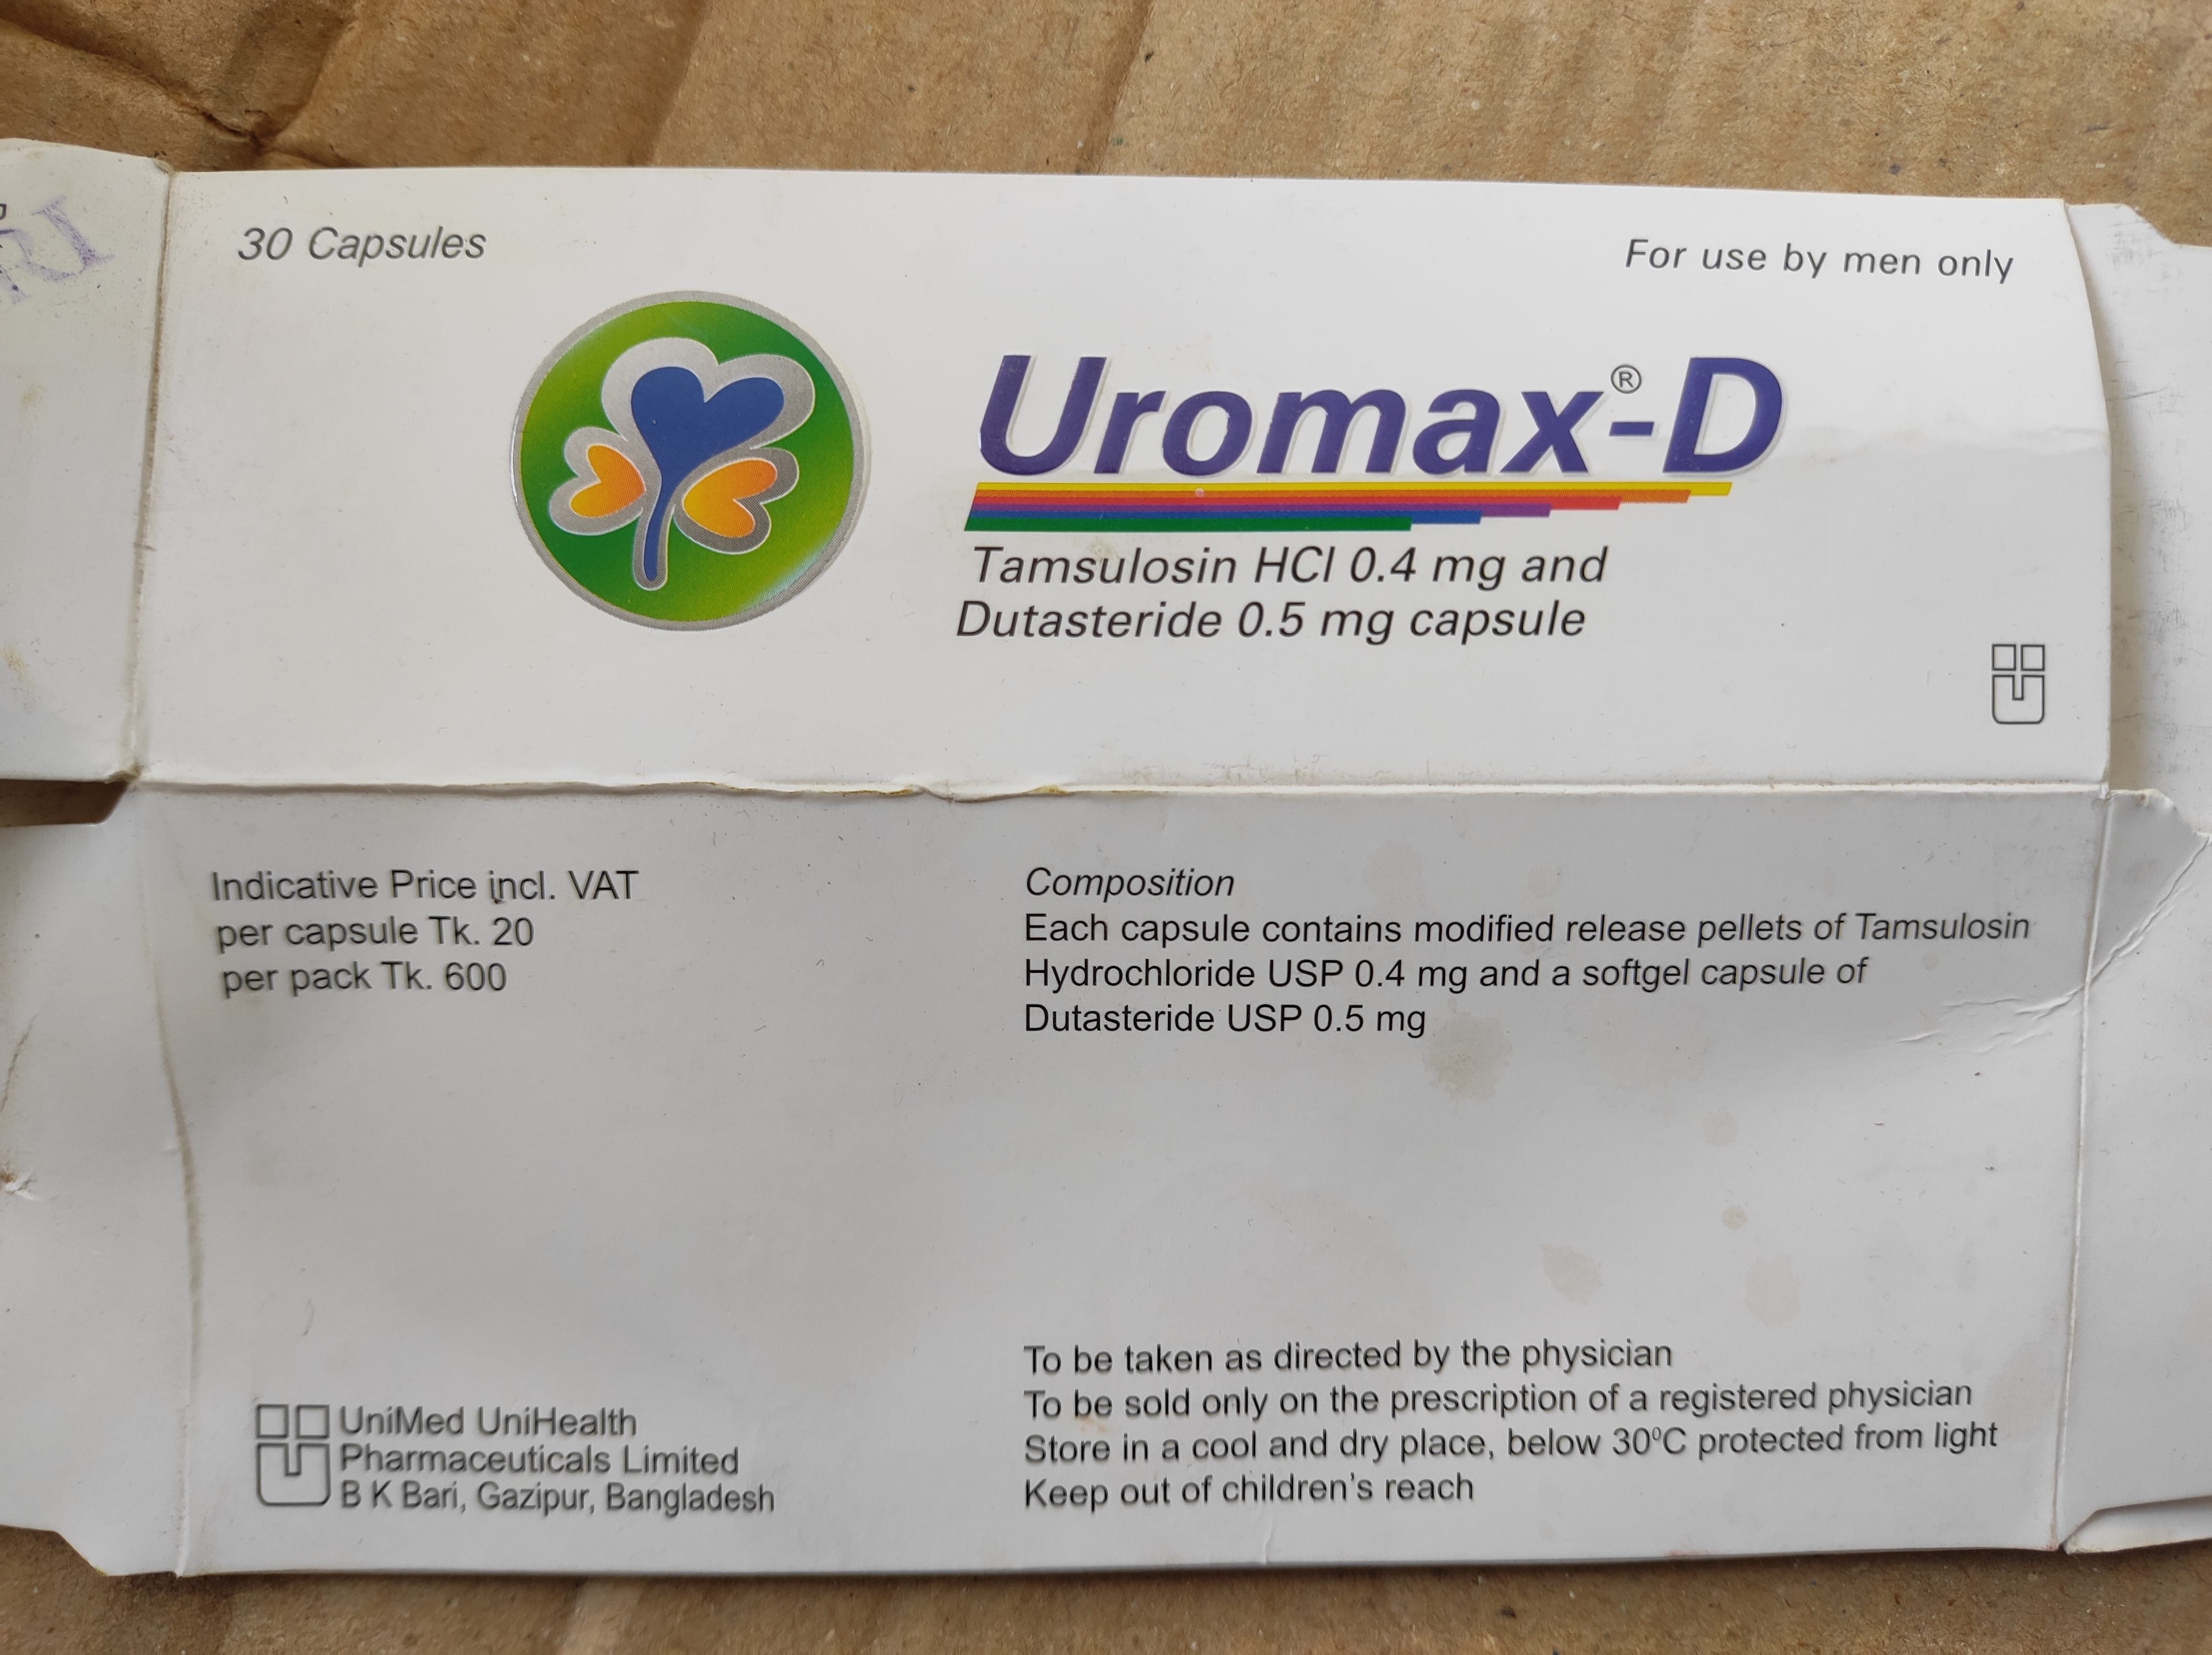 30 Capsules
For use by men only
Uromax®-D
Tamsulosin HCl 0.4 mg and
Dutasteride 0.5 mg capsule
Indicative Price incl. VAT
per capsule Tk. 20
per pack Tk. 600
Composition
Each capsule contains modified release pellets of Tamsulosin
Hydrochloride USP 0.4 mg and a softgel capsule of
Dutasteride USP 0.5 mg
UniMed UniHealth
Pharmaceuticals Limited
B K Bari, Gazipur, Bangladesh
To be taken as directed by the physician
To be sold only on the prescription of a registered physician
Store in a cool and dry place, below 30⁰C protected from light
Keep out of children's reach